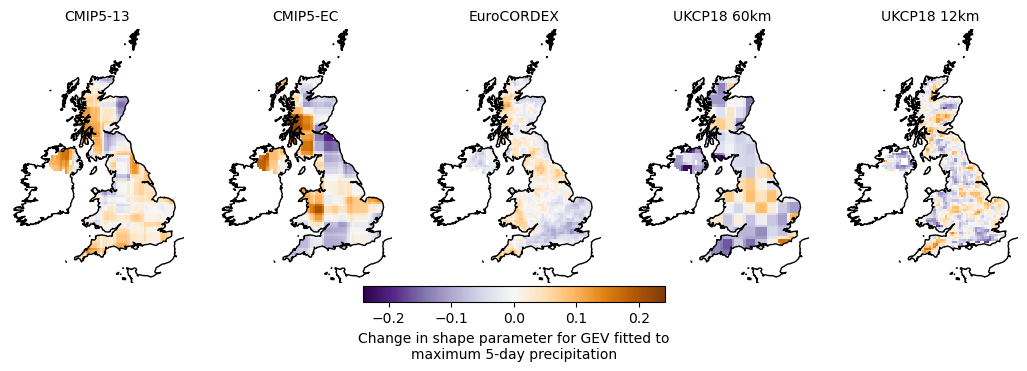 CMIP5-13
CMIP5-EC
EuroCORDEX
UKCP18 60km
UKCP18 12km
−0.2
−0.1
0.0
0.1
0.2
Change in shape parameter for GEV fitted to
maximum 5-day precipitation